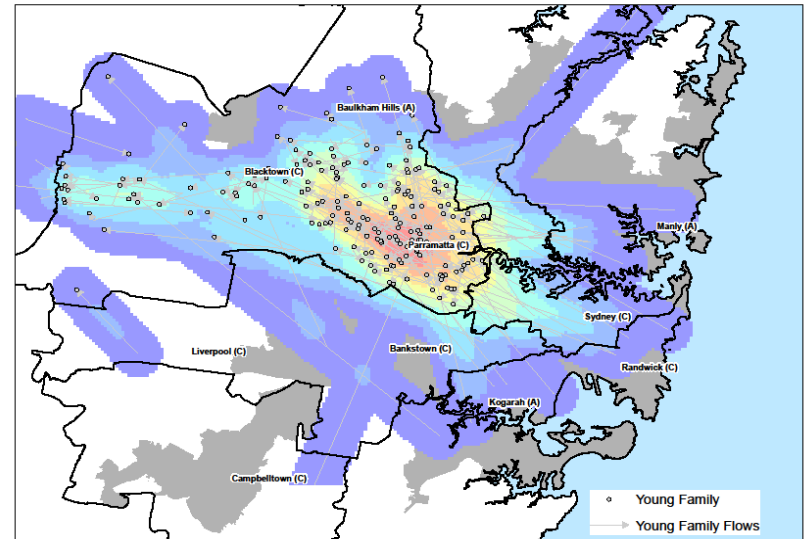 Baulkham Hills (A)
Blacktown (C)
Manly (A)
Parramatta (C)
Sydney (C)
Liverpool (C)
Bankstown (C)
Randwick (C)
Kogarah (A)
Campbelltown (C)
Young Family
Young Family Flows